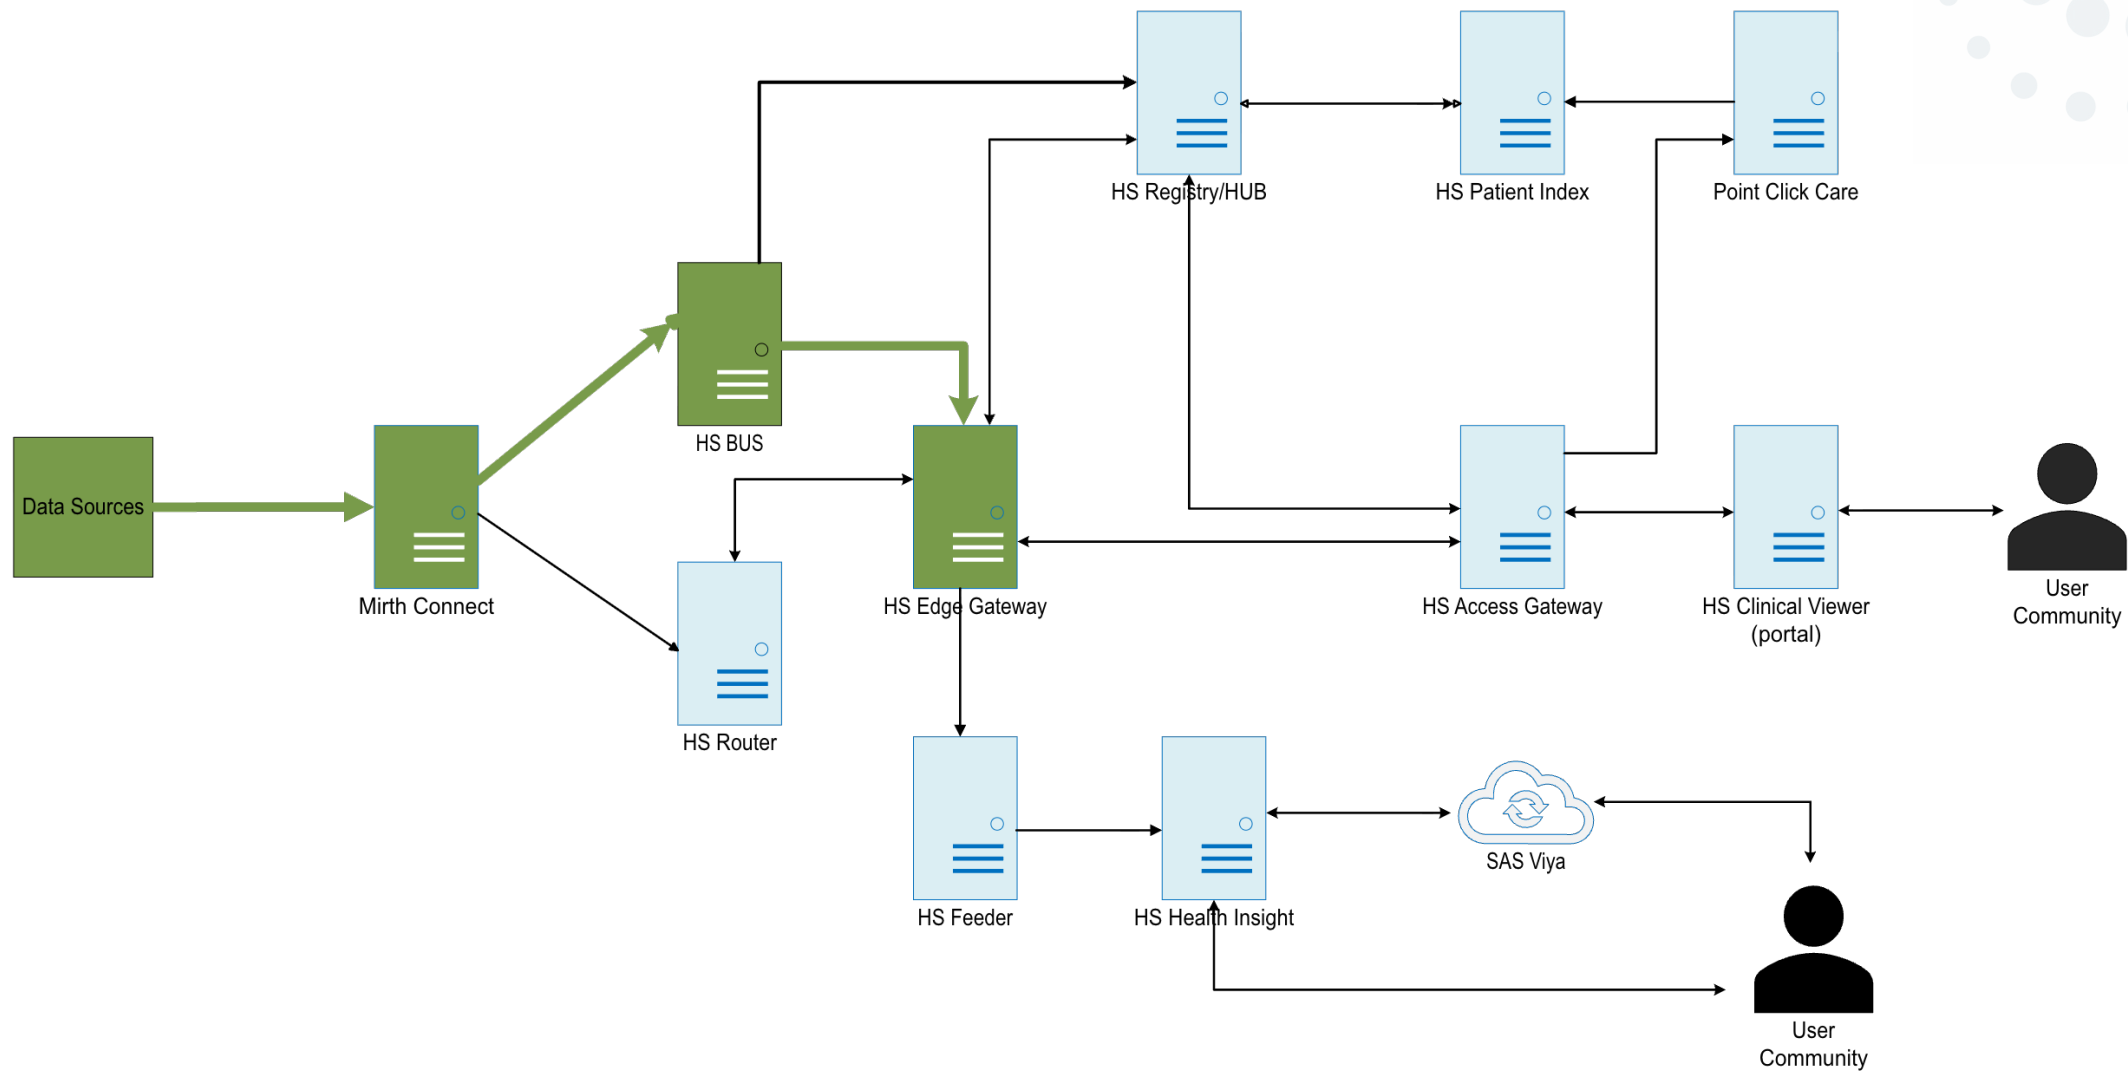 HS Registry/HUB
HS Patient Index
Point Click Care
HS BUS
Data Sources
Mirth Connect
HS Edge Gateway
HS Access Gateway
HS Clinical Viewer
(portal)
User
Community
HS Router
SAS Viya
HS Feeder
HS Health Insight
User
Community